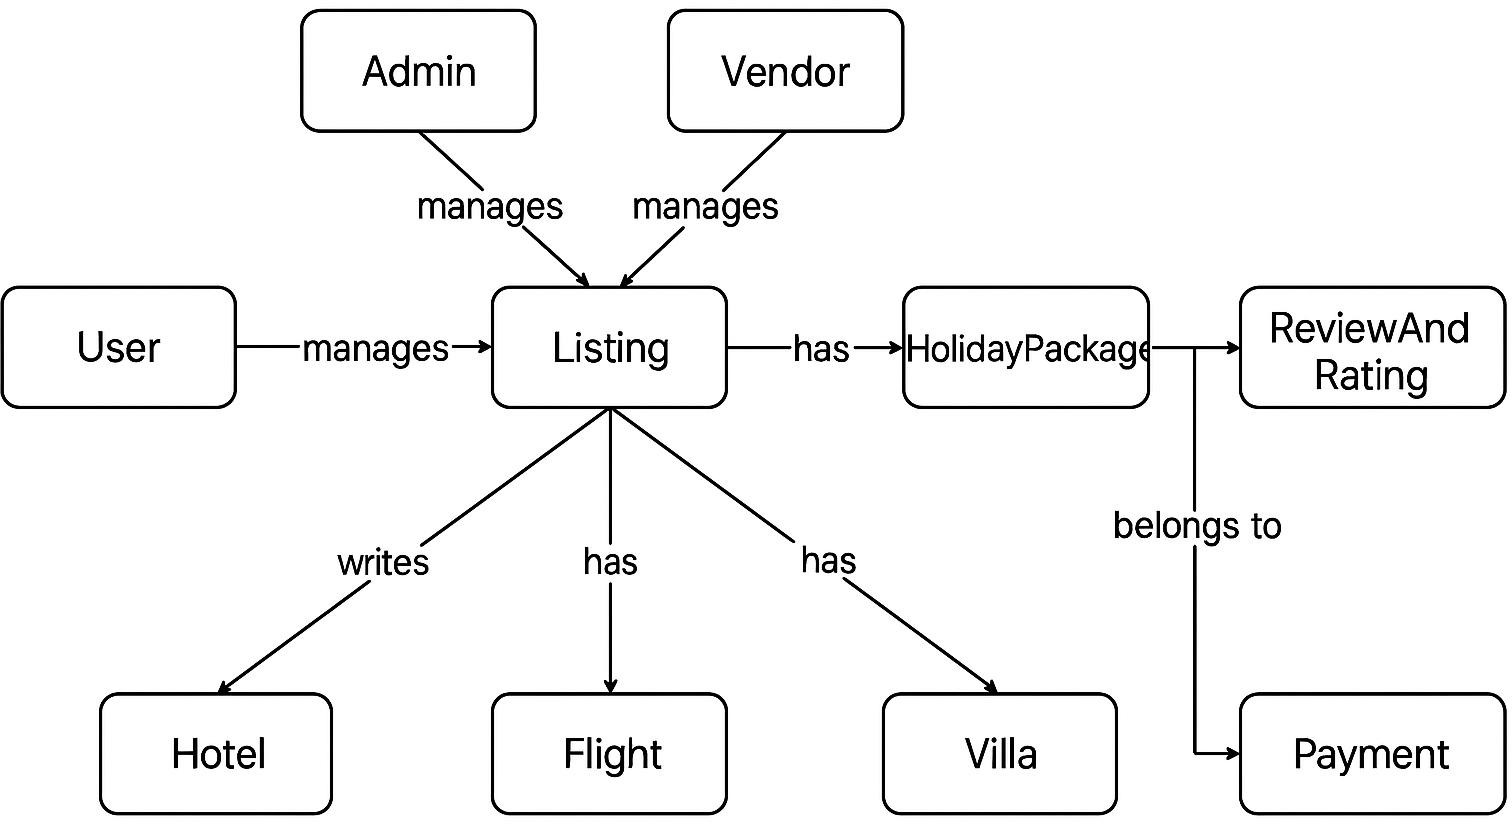 Admin
Vendor
manages
manages
User
manages
Listing
has
HolidayPackage
ReviewAnd
Rating
belongs to
writes
has
has
Hotel
Flight
Villa
Payment